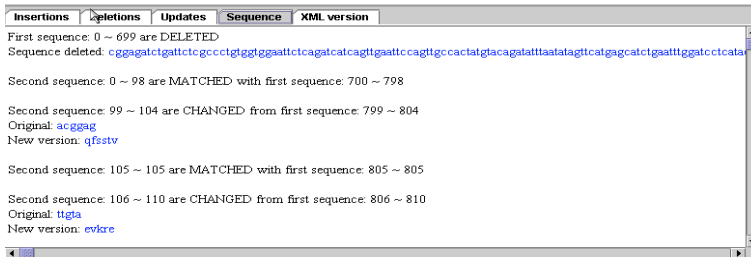 Insertions Deletions Updates Sequence XML version
First sequence: 0 ~ 699 are DELETED
Sequence deleted: cggagatctgattctcgccctgtggtggaattctcagatcatcagttgaattccagttgccactatgtacagatatttaatatagttcatgagcatctgaatttggatcctcata
Second sequence: 0 ~ 98 are MATCHED with first sequence: 700 ~ 798
Second sequence: 99 ~ 104 are CHANGED from first sequence: 799 ~ 804
Original: acggag
New version: qfsstv
Second sequence: 105 ~ 105 are MATCHED with first sequence: 805 ~ 805
Second sequence: 106 ~ 110 are CHANGED from first sequence: 806 ~ 810
Original: ttgta
New version: evkre